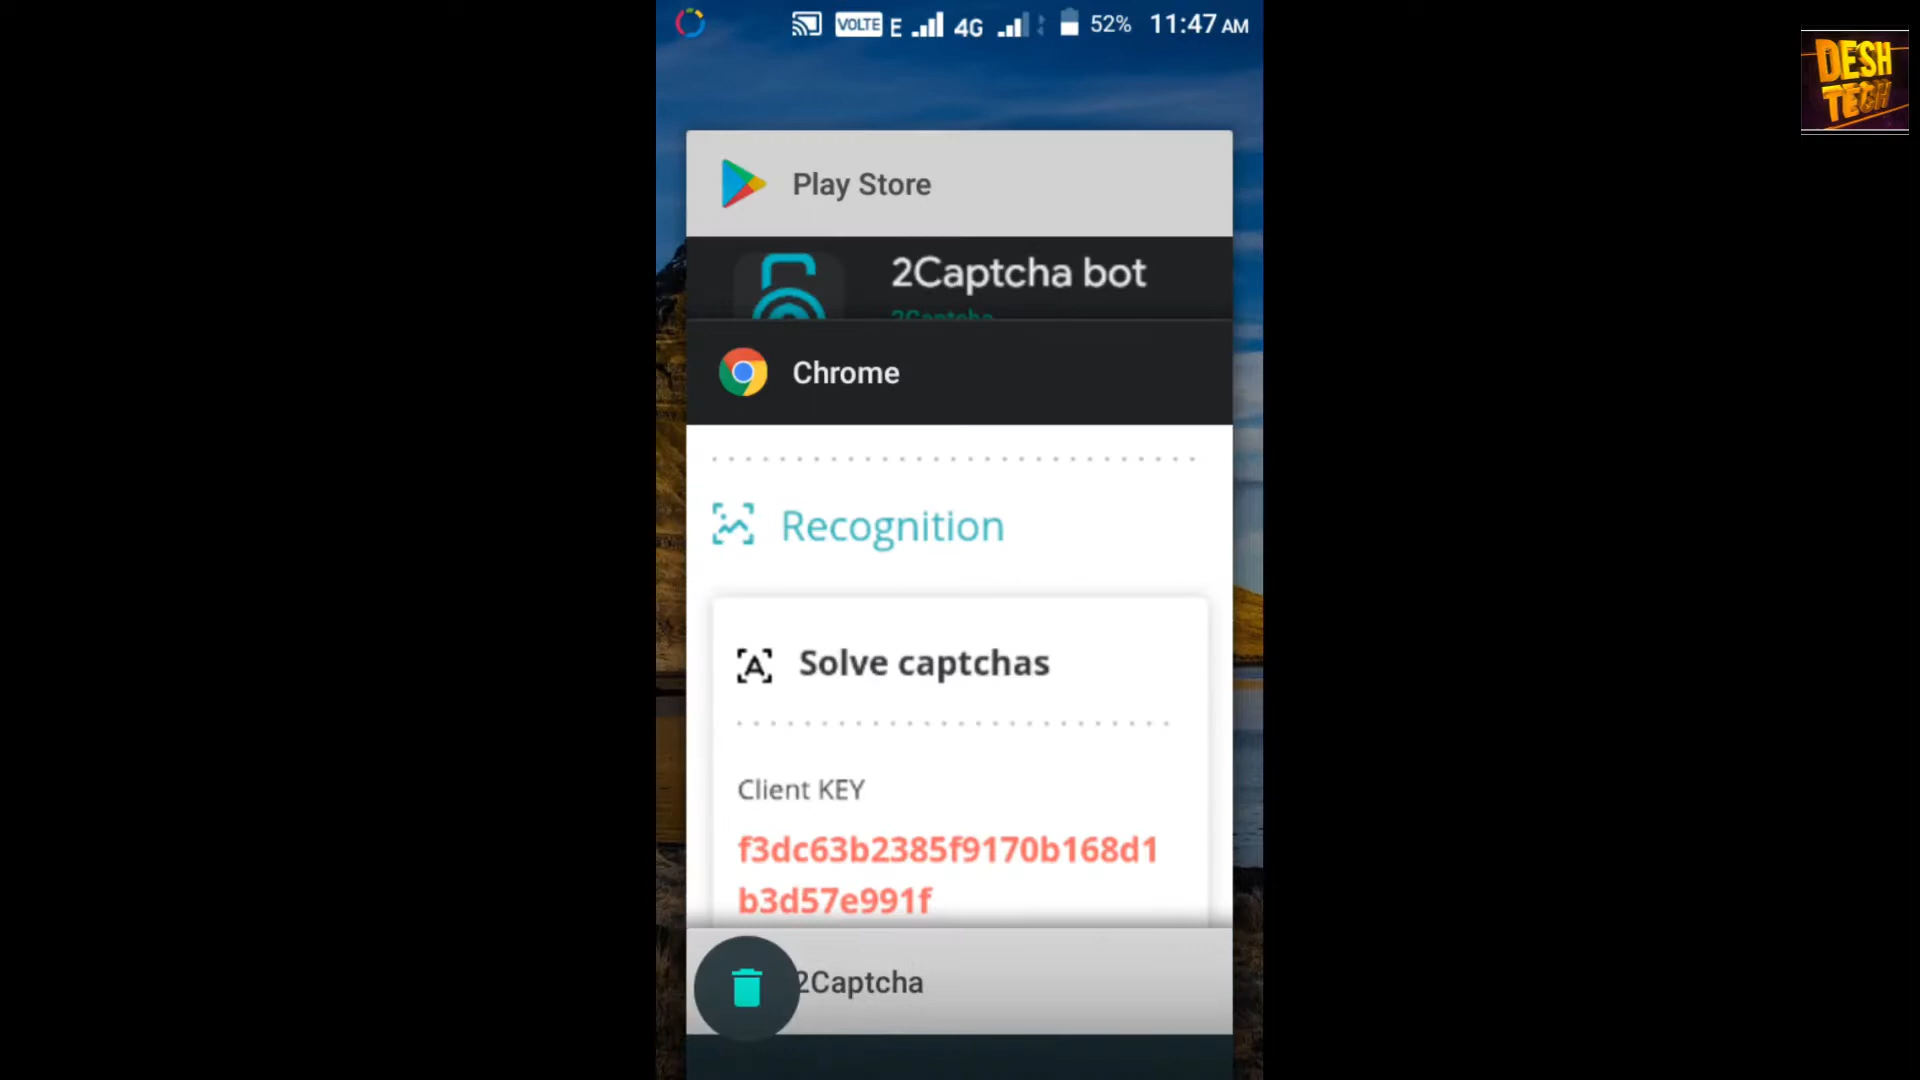 VOLTE E 4G 52% 11:47 AM
DESH
TECH
Play Store
2Captcha bot
2Captcha
Chrome
Recognition
Solve captchas
Client KEY
f3dc63b2385f9170b168d1
b3d57e991f
2Captcha